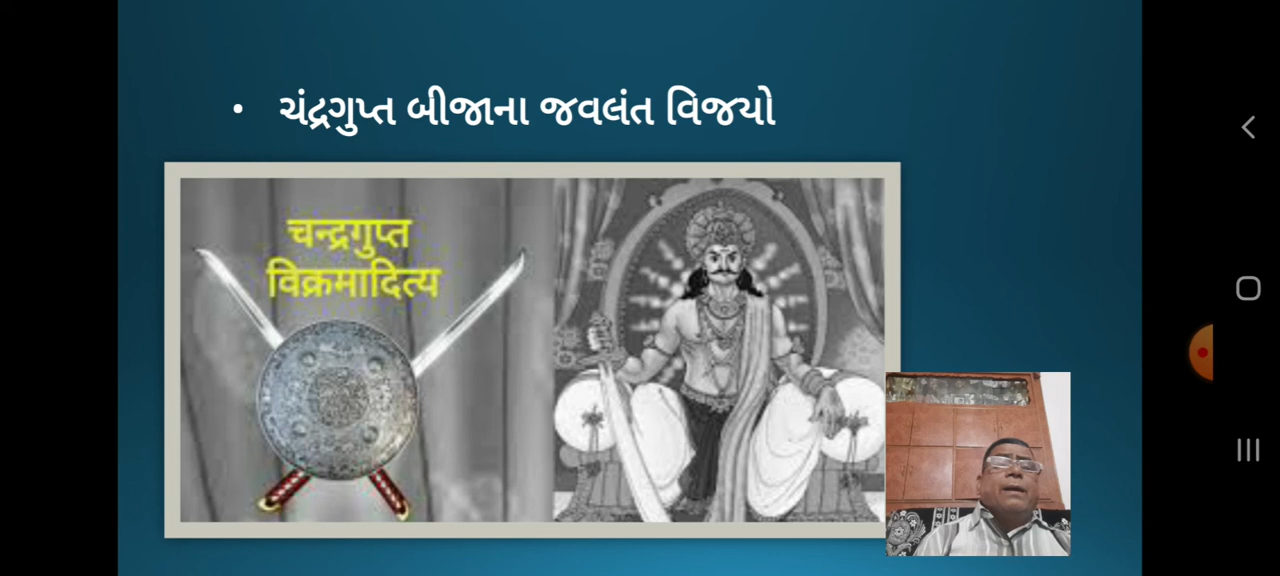 • ચંદ્રગુપ્ત બીજાના જવલંત વિજયો
चन्द्रगुप्त
विक्रमादित्य